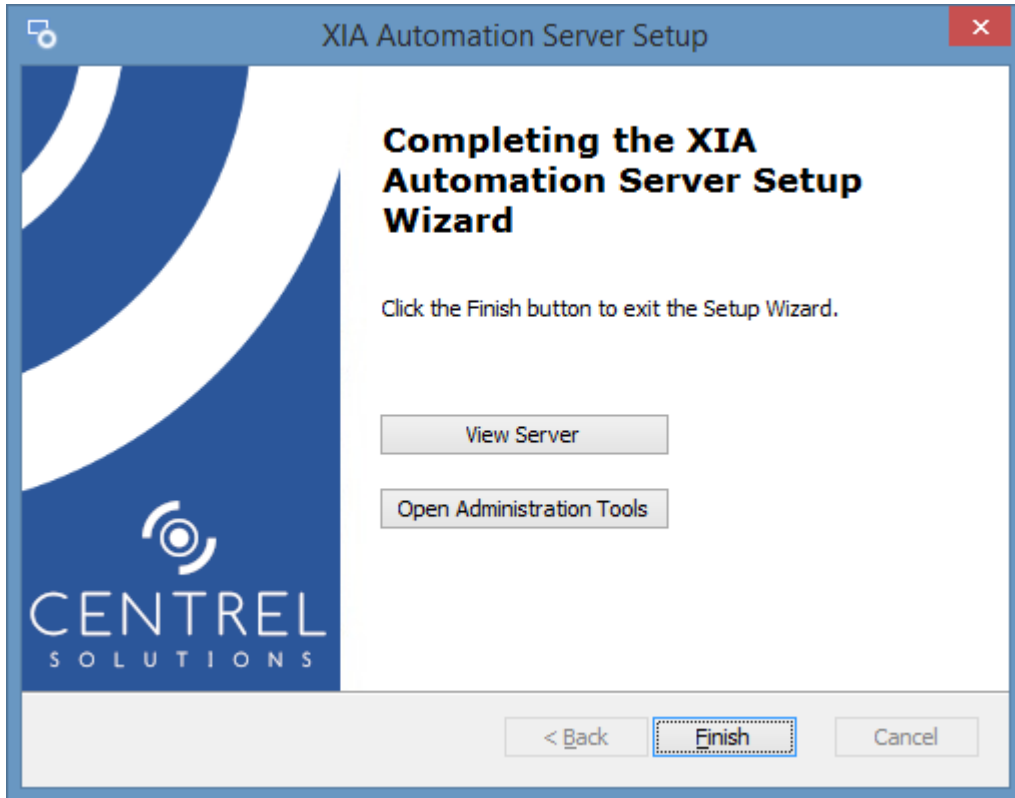 XIA Automation Server Setup
Completing the XIA
Automation Server Setup
Wizard
Click the Finish button to exit the Setup Wizard.
View Server
Open Administration Tools
CENTREL
SOLUTIONS
< Back
Finish
Cancel